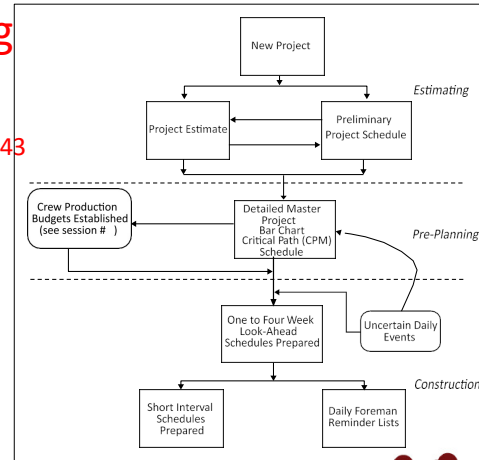 g
New Project
Estimating
Project Estimate
Preliminary
Project Schedule
43
Crew Production
Budgets Established
(see session # )
Detailed Master
Project
Bar Chart
Critical Path (CPM)
Schedule
Pre-Planning
One to Four Week
Look-Ahead
Schedules Prepared
Uncertain Daily
Events
Construction
Short Interval
Schedules
Prepared
Daily Foreman
Reminder Lists